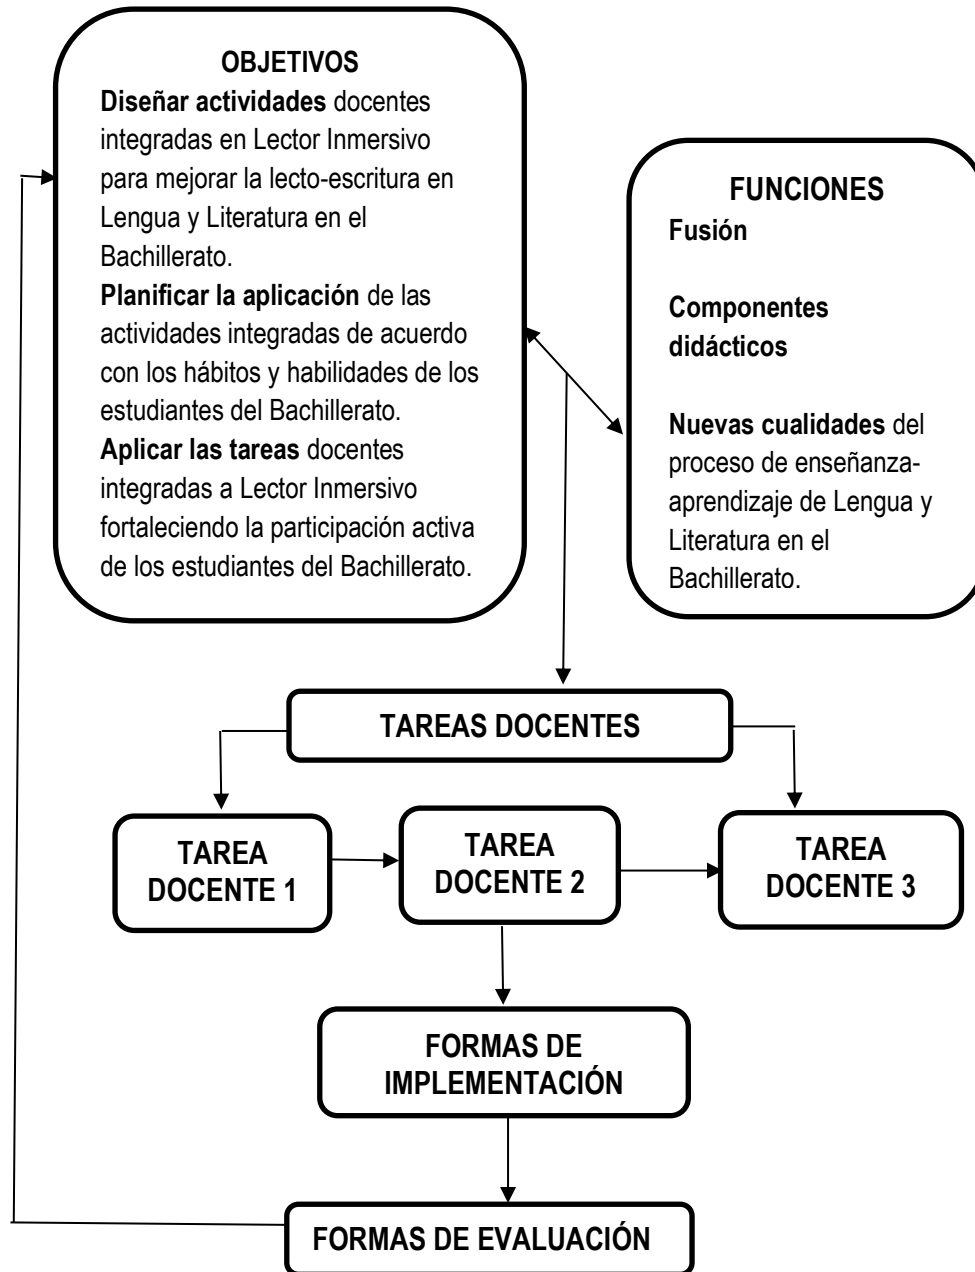 OBJETIVOS
Diseñar actividades docentes
integradas en Lector Inmersivo
para mejorar la lecto-escritura en
Lengua y Literatura en el
Bachillerato.
Planificar la aplicación de las
actividades integradas de acuerdo
con los hábitos y habilidades de los
estudiantes del Bachillerato.
Aplicar las tareas docentes
integradas a Lector Inmersivo
fortaleciendo la participación activa
de los estudiantes del Bachillerato.
FUNCIONES
Fusión
Componentes
didácticos
Nuevas cualidades del
proceso de enseñanza-
aprendizaje de Lengua y
Literatura en el
Bachillerato.
TAREAS DOCENTES
TAREA
DOCENTE 1
TAREA
DOCENTE 2
TAREA
DOCENTE 3
FORMAS DE
IMPLEMENTACIÓN
FORMAS DE EVALUACIÓN